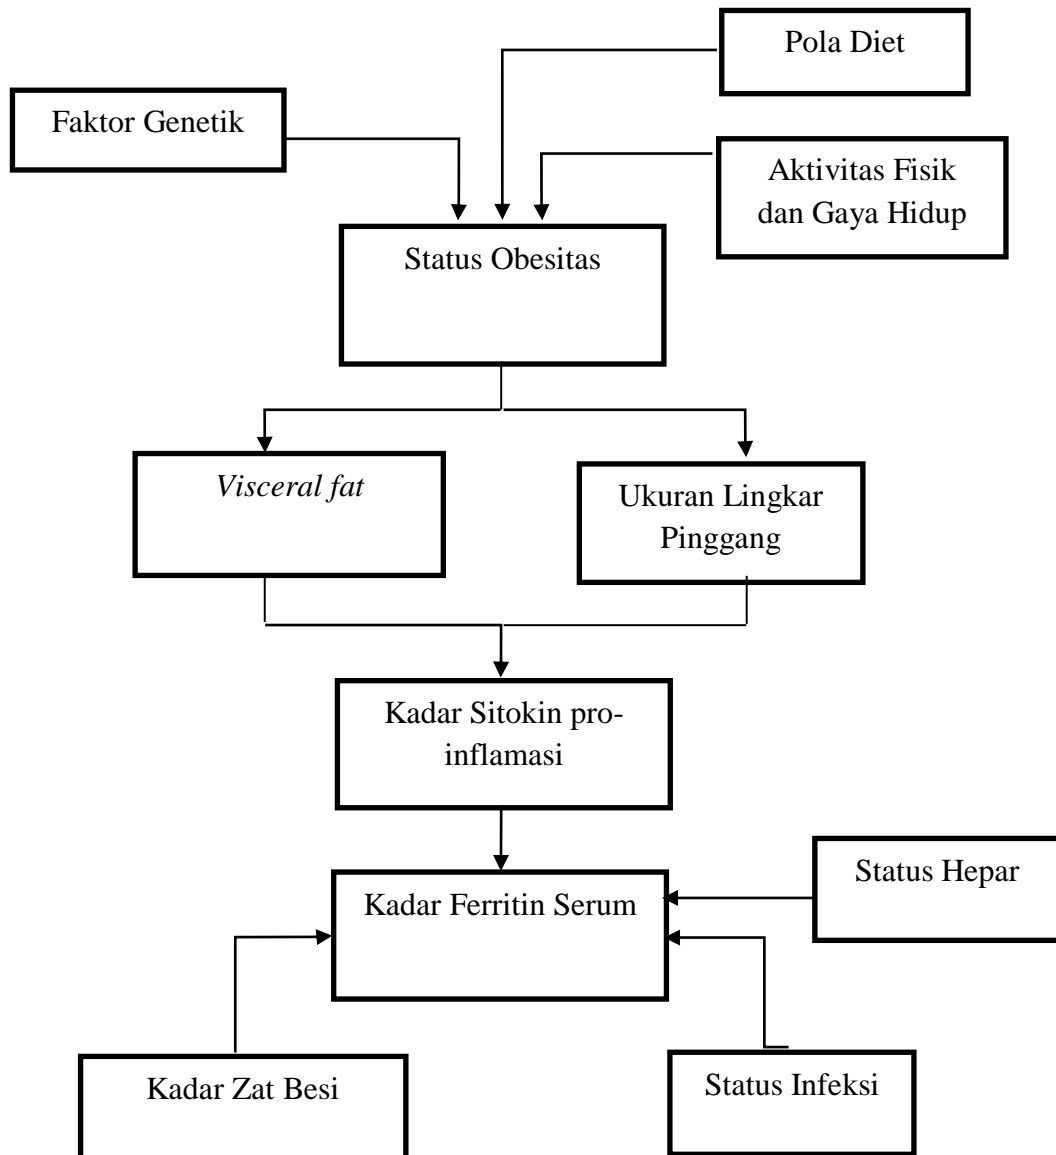 Pola Diet
Faktor Genetik
Aktivitas Fisik
dan Gaya Hidup
Status Obesitas
Visceral fat
Ukuran Lingkar
Pinggang
Kadar Sitokin pro-
inflamasi
Status Hepar
Kadar Ferritin Serum
Kadar Zat Besi
Status Infeksi